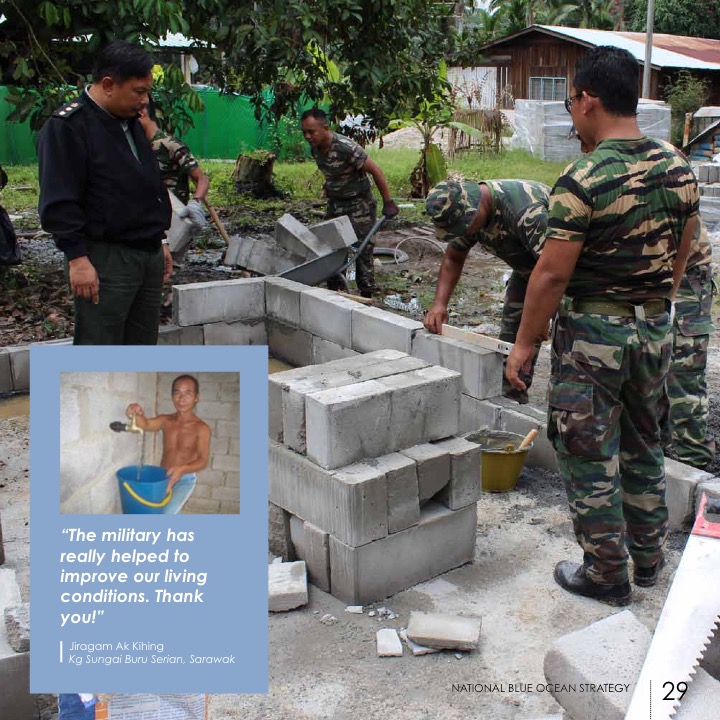 “The military has
really helped to
improve our living
conditions. Thank
you!”
Jiragam Ak Kihing
Kg Sungai Buru Serian, Sarawak
NATIONAL BLUE OCEAN STRATEGY
29